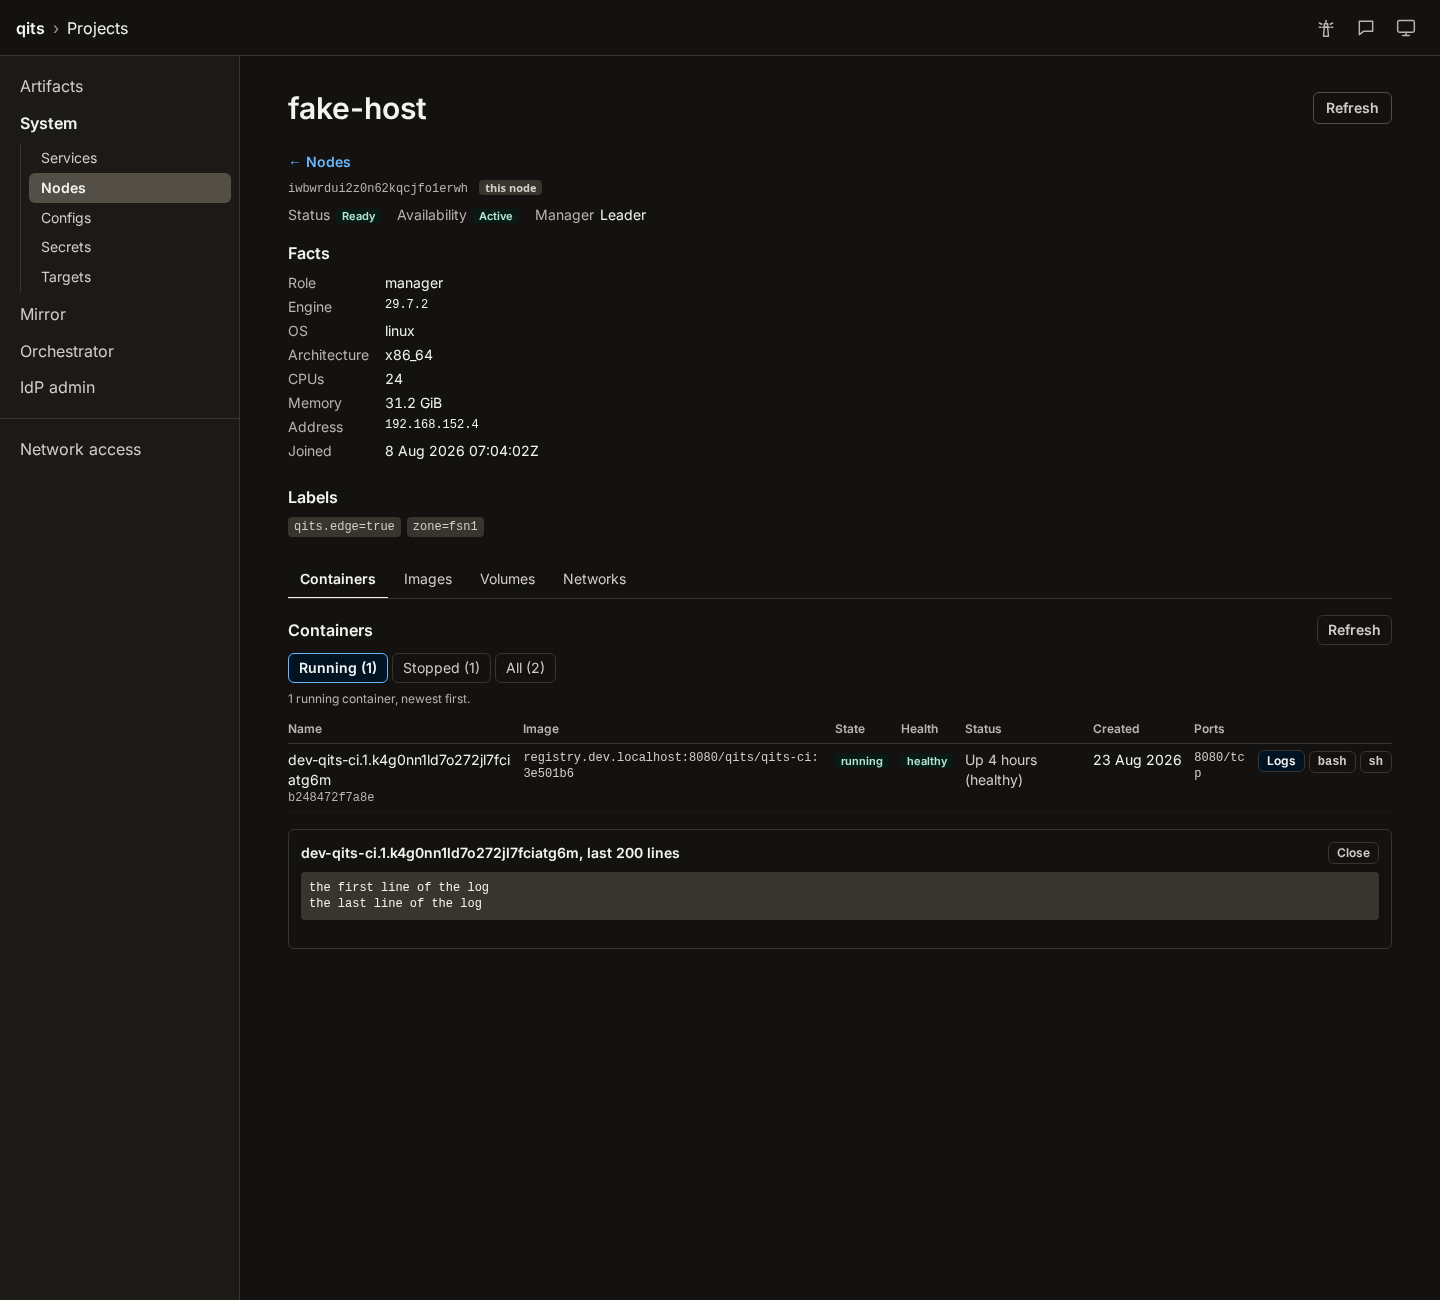 qits › Projects
Artifacts
System
Services
Nodes
Configs
Secrets
Targets
Mirror
Orchestrator
IdP admin
Network access
fake-host
Refresh
← Nodes
iwbwrdui2z0n62kqcjfo1erwh this node
Status Ready Availability Active Manager Leader
Facts
Role manager
Engine 29.7.2
OS linux
Architecture x86_64
CPUs 24
Memory 31.2 GiB
Address 192.168.152.4
Joined 8 Aug 2026 07:04:02Z
Labels
qits.edge=true zone=fsn1
Containers Images Volumes Networks
Containers
Refresh
Running (1) Stopped (1) All (2)
1 running container, newest first.
Name Image State Health Status Created Ports
dev-qits-ci.1.k4g0nn1ld7o272jl7fci registry.dev.localhost:8080/qits/qits-ci: running healthy Up 4 hours 23 Aug 2026 8080/tc Logs bash sh
atg6m 3e501b6 (healthy) p
b248472f7a8e
dev-qits-ci.1.k4g0nn1ld7o272jl7fciatg6m, last 200 lines
Close
the first line of the log
the last line of the log